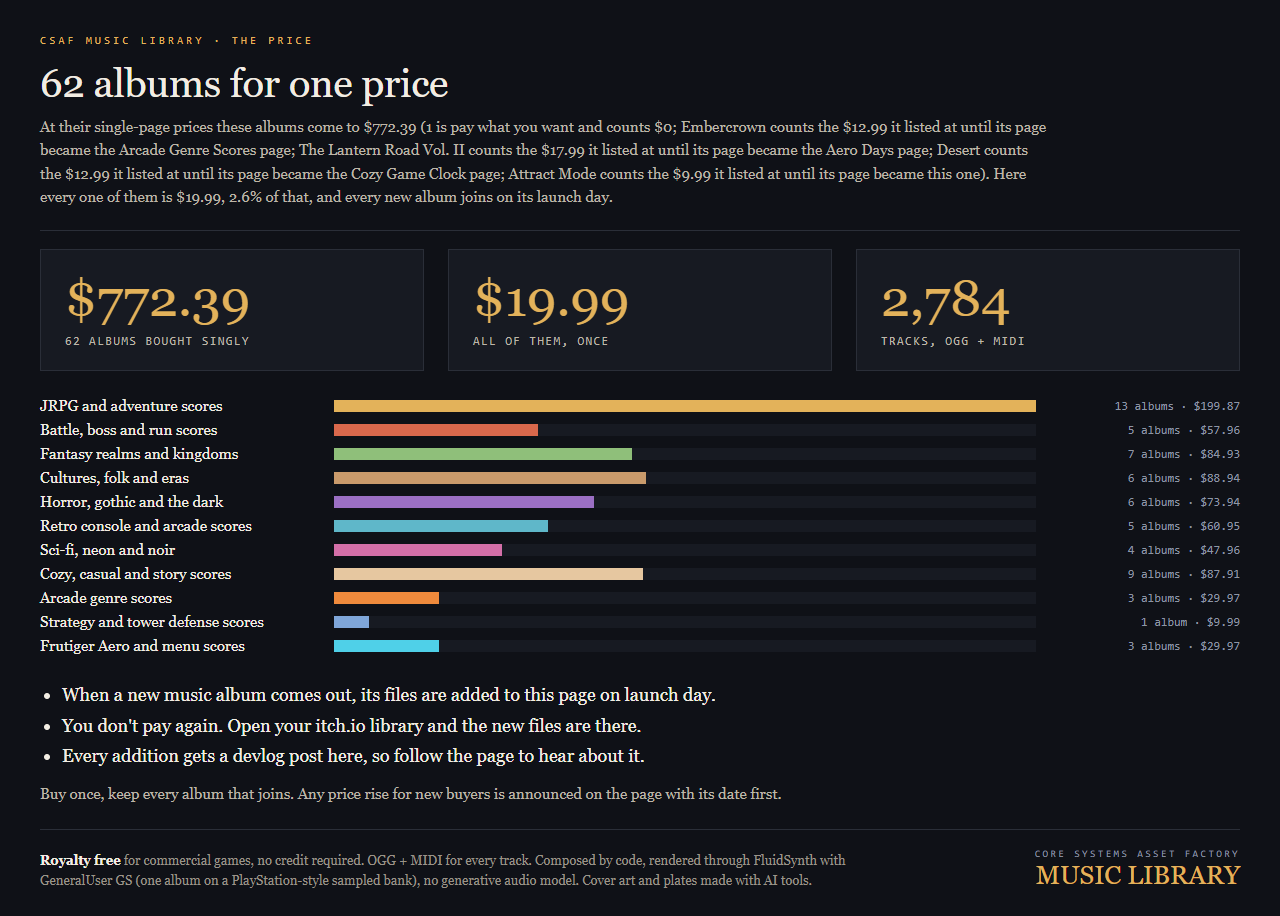 CSAF MUSIC LIBRARY · THE PRICE
62 albums for one price
At their single-page prices these albums come to $772.39 (1 is pay what you want and counts $0; Embercrown counts the $12.99 it listed at until its page
became the Arcade Genre Scores page; The Lantern Road Vol. II counts the $17.99 it listed at until its page became the Aero Days page; Desert counts
the $12.99 it listed at until its page became the Cozy Game Clock page; Attract Mode counts the $9.99 it listed at until its page became this one). Here
every one of them is $19.99, 2.6% of that, and every new album joins on its launch day.
$772.39
62 ALBUMS BOUGHT SINGLY
$19.99
ALL OF THEM, ONCE
2,784
TRACKS, OGG + MIDI
JRPG and adventure scores 13 albums · $199.87
Battle, boss and run scores 5 albums · $57.96
Fantasy realms and kingdoms 7 albums · $84.93
Cultures, folk and eras 6 albums · $88.94
Horror, gothic and the dark 6 albums · $73.94
Retro console and arcade scores 5 albums · $60.95
Sci-fi, neon and noir 4 albums · $47.96
Cozy, casual and story scores 9 albums · $87.91
Arcade genre scores 3 albums · $29.97
Strategy and tower defense scores 1 album · $9.99
Frutiger Aero and menu scores 3 albums · $29.97
• When a new music album comes out, its files are added to this page on launch day.
• You don't pay again. Open your itch.io library and the new files are there.
• Every addition gets a devlog post here, so follow the page to hear about it.
Buy once, keep every album that joins. Any price rise for new buyers is announced on the page with its date first.
Royalty free for commercial games, no credit required. OGG + MIDI for every track. Composed by code, rendered through FluidSynth with
GeneralUser GS (one album on a PlayStation-style sampled bank), no generative audio model. Cover art and plates made with AI tools.
CORE SYSTEMS ASSET FACTORY
MUSIC LIBRARY